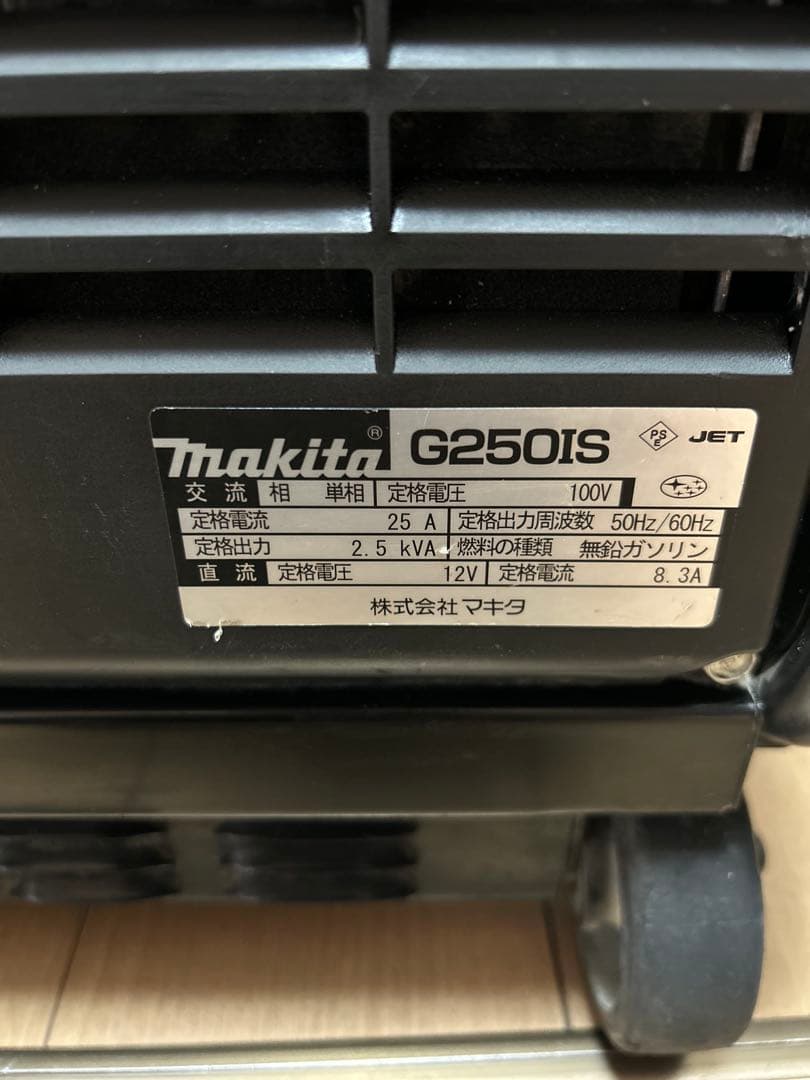 makita® G250IS PSE JET
交流 相 単相 定格電圧 100V
定格電流 25 A 定格出力周波数 50Hz/60Hz
定格出力 2.5 kVA 燃料の種類 無鉛ガソリン
直流 定格電圧 12V 定格電流 8.3A
株式会社マキタ